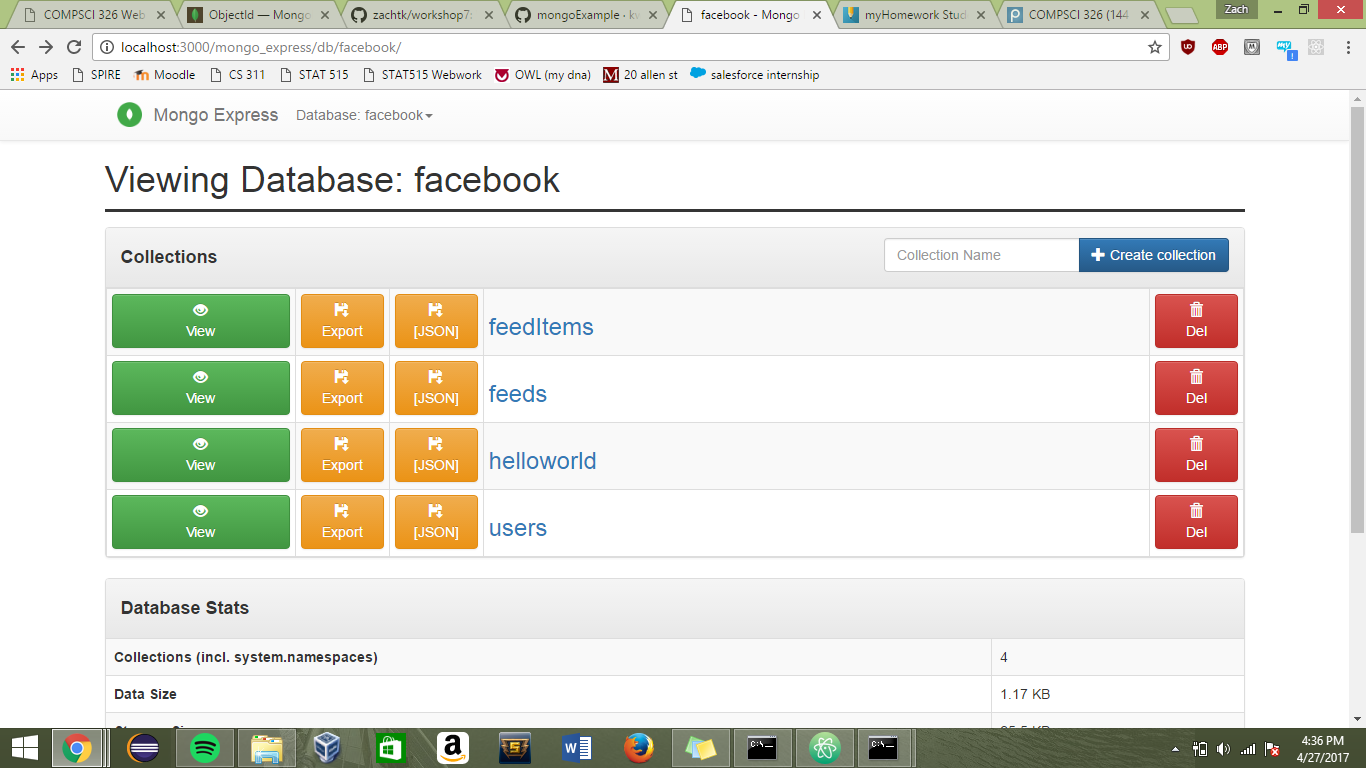 COMPSCI 326 Web
ObjectId — Mongo
zachtk/workshop7:
mongoExample · kv
facebook - Mongo
myHomework Stud
COMPSCI 326 (144
Zach
localhost:3000/mongo_express/db/facebook/
Apps SPIRE Moodle CS 311 STAT 515 STAT515 Webwork OWL (my dna) 20 allen st salesforce internship
Mongo Express Database: facebook
Viewing Database: facebook
Collections
Collection Name
Create collection
View Export [JSON] feedItems Del
View Export [JSON] feeds Del
View Export [JSON] helloworld Del
View Export [JSON] users Del
Database Stats
Collections (incl. system.namespaces) 4
Data Size 1.17 KB
4:36 PM
4/27/2017